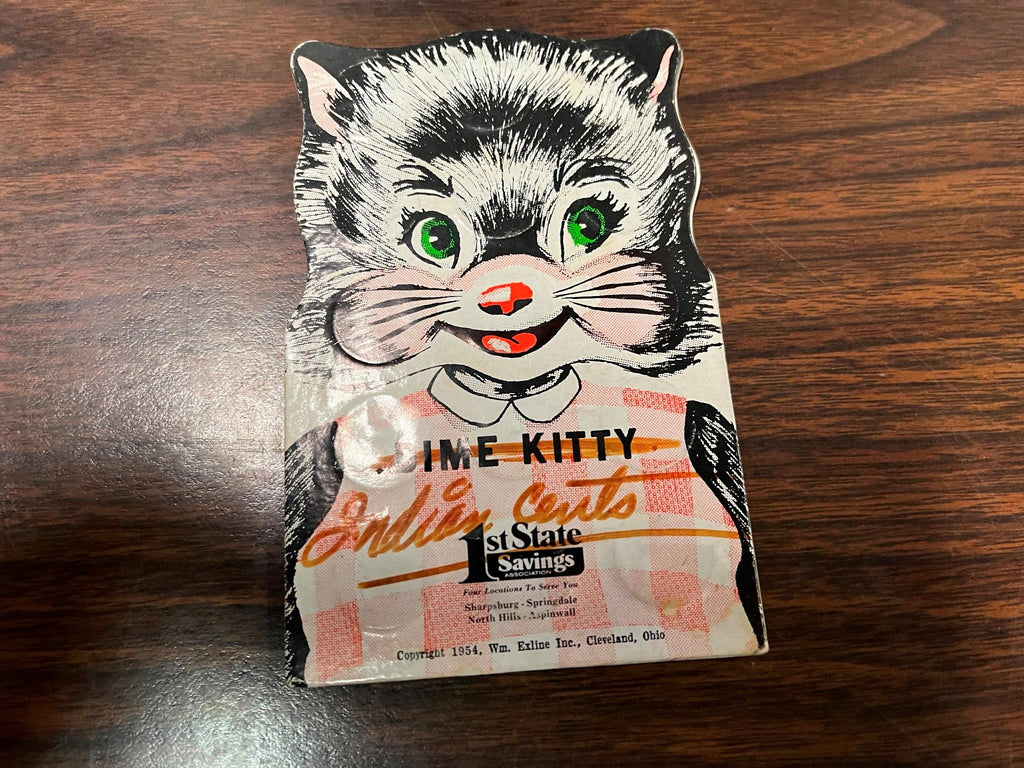 DIME KITTY
Indian cents
1st State
Savings
ASSOCIATION
Four Locations To Serve You
Sharpsburg - Springdale
North Hills - Aspinwall
Copyright 1954, Wm. Exline Inc., Cleveland, Ohio